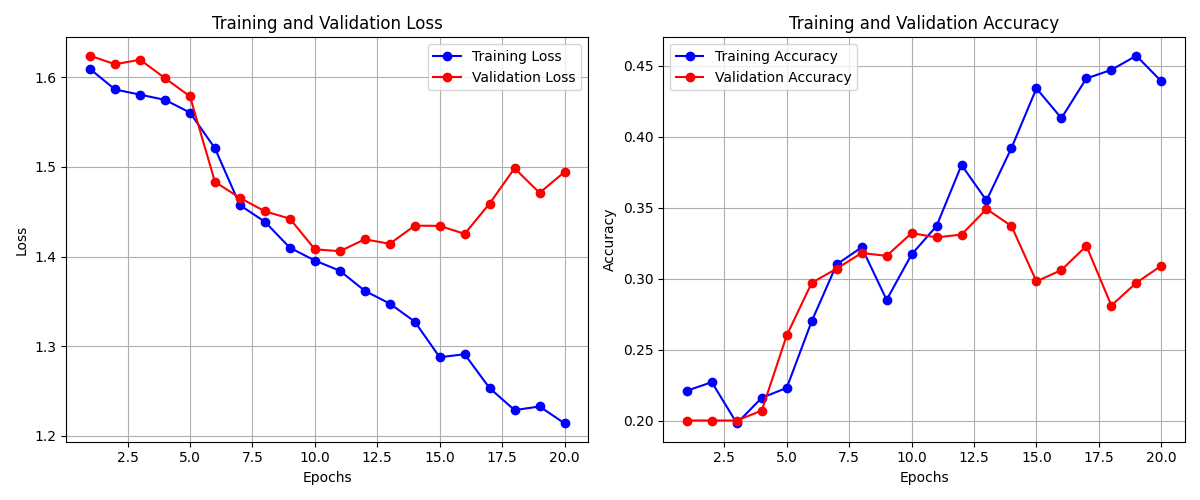 Training and Validation Loss
Training Loss
Validation Loss
Loss
1.6
1.5
1.4
1.3
1.2
2.5 5.0 7.5 10.0 12.5 15.0 17.5 20.0
Epochs
Training and Validation Accuracy
Training Accuracy
Validation Accuracy
Accuracy
0.45
0.40
0.35
0.30
0.25
0.20
2.5 5.0 7.5 10.0 12.5 15.0 17.5 20.0
Epochs